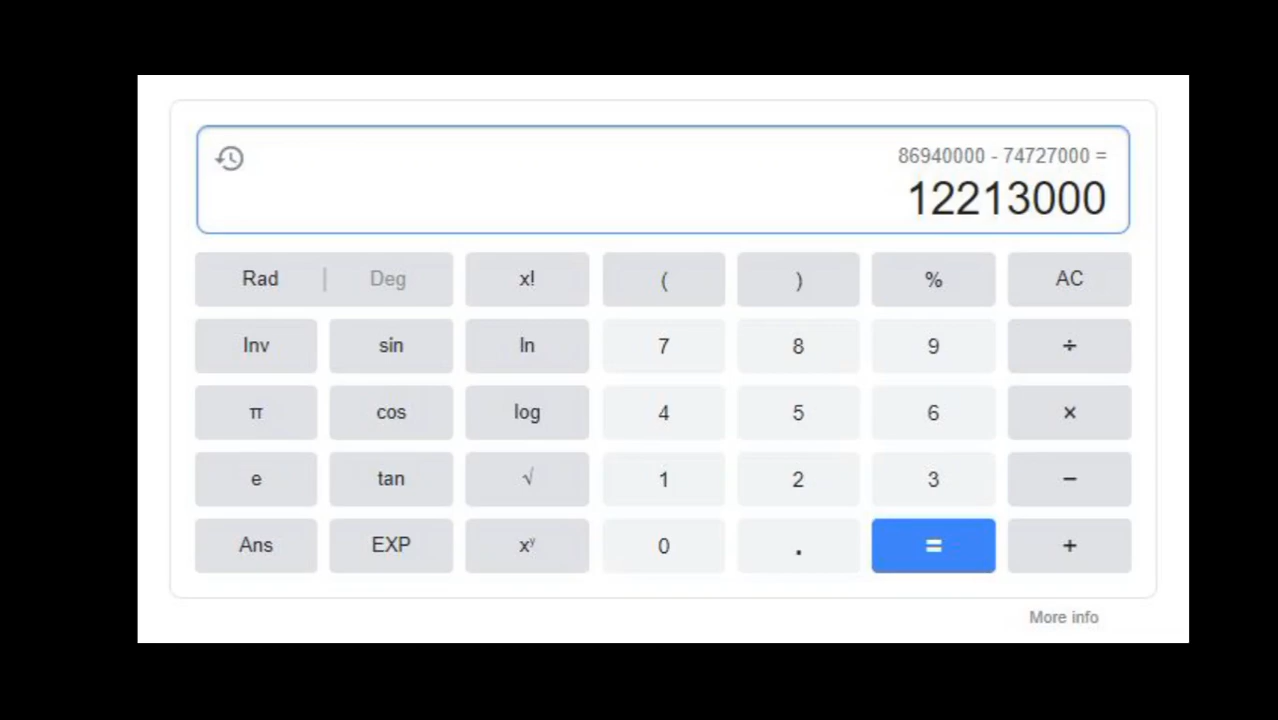 86940000 - 74727000 =
12213000
Rad | Deg x! ( ) % AC
Inv sin ln 7 8 9 ÷
π cos log 4 5 6 ×
e tan √ 1 2 3 −
Ans EXP xʸ 0 . = +
More info